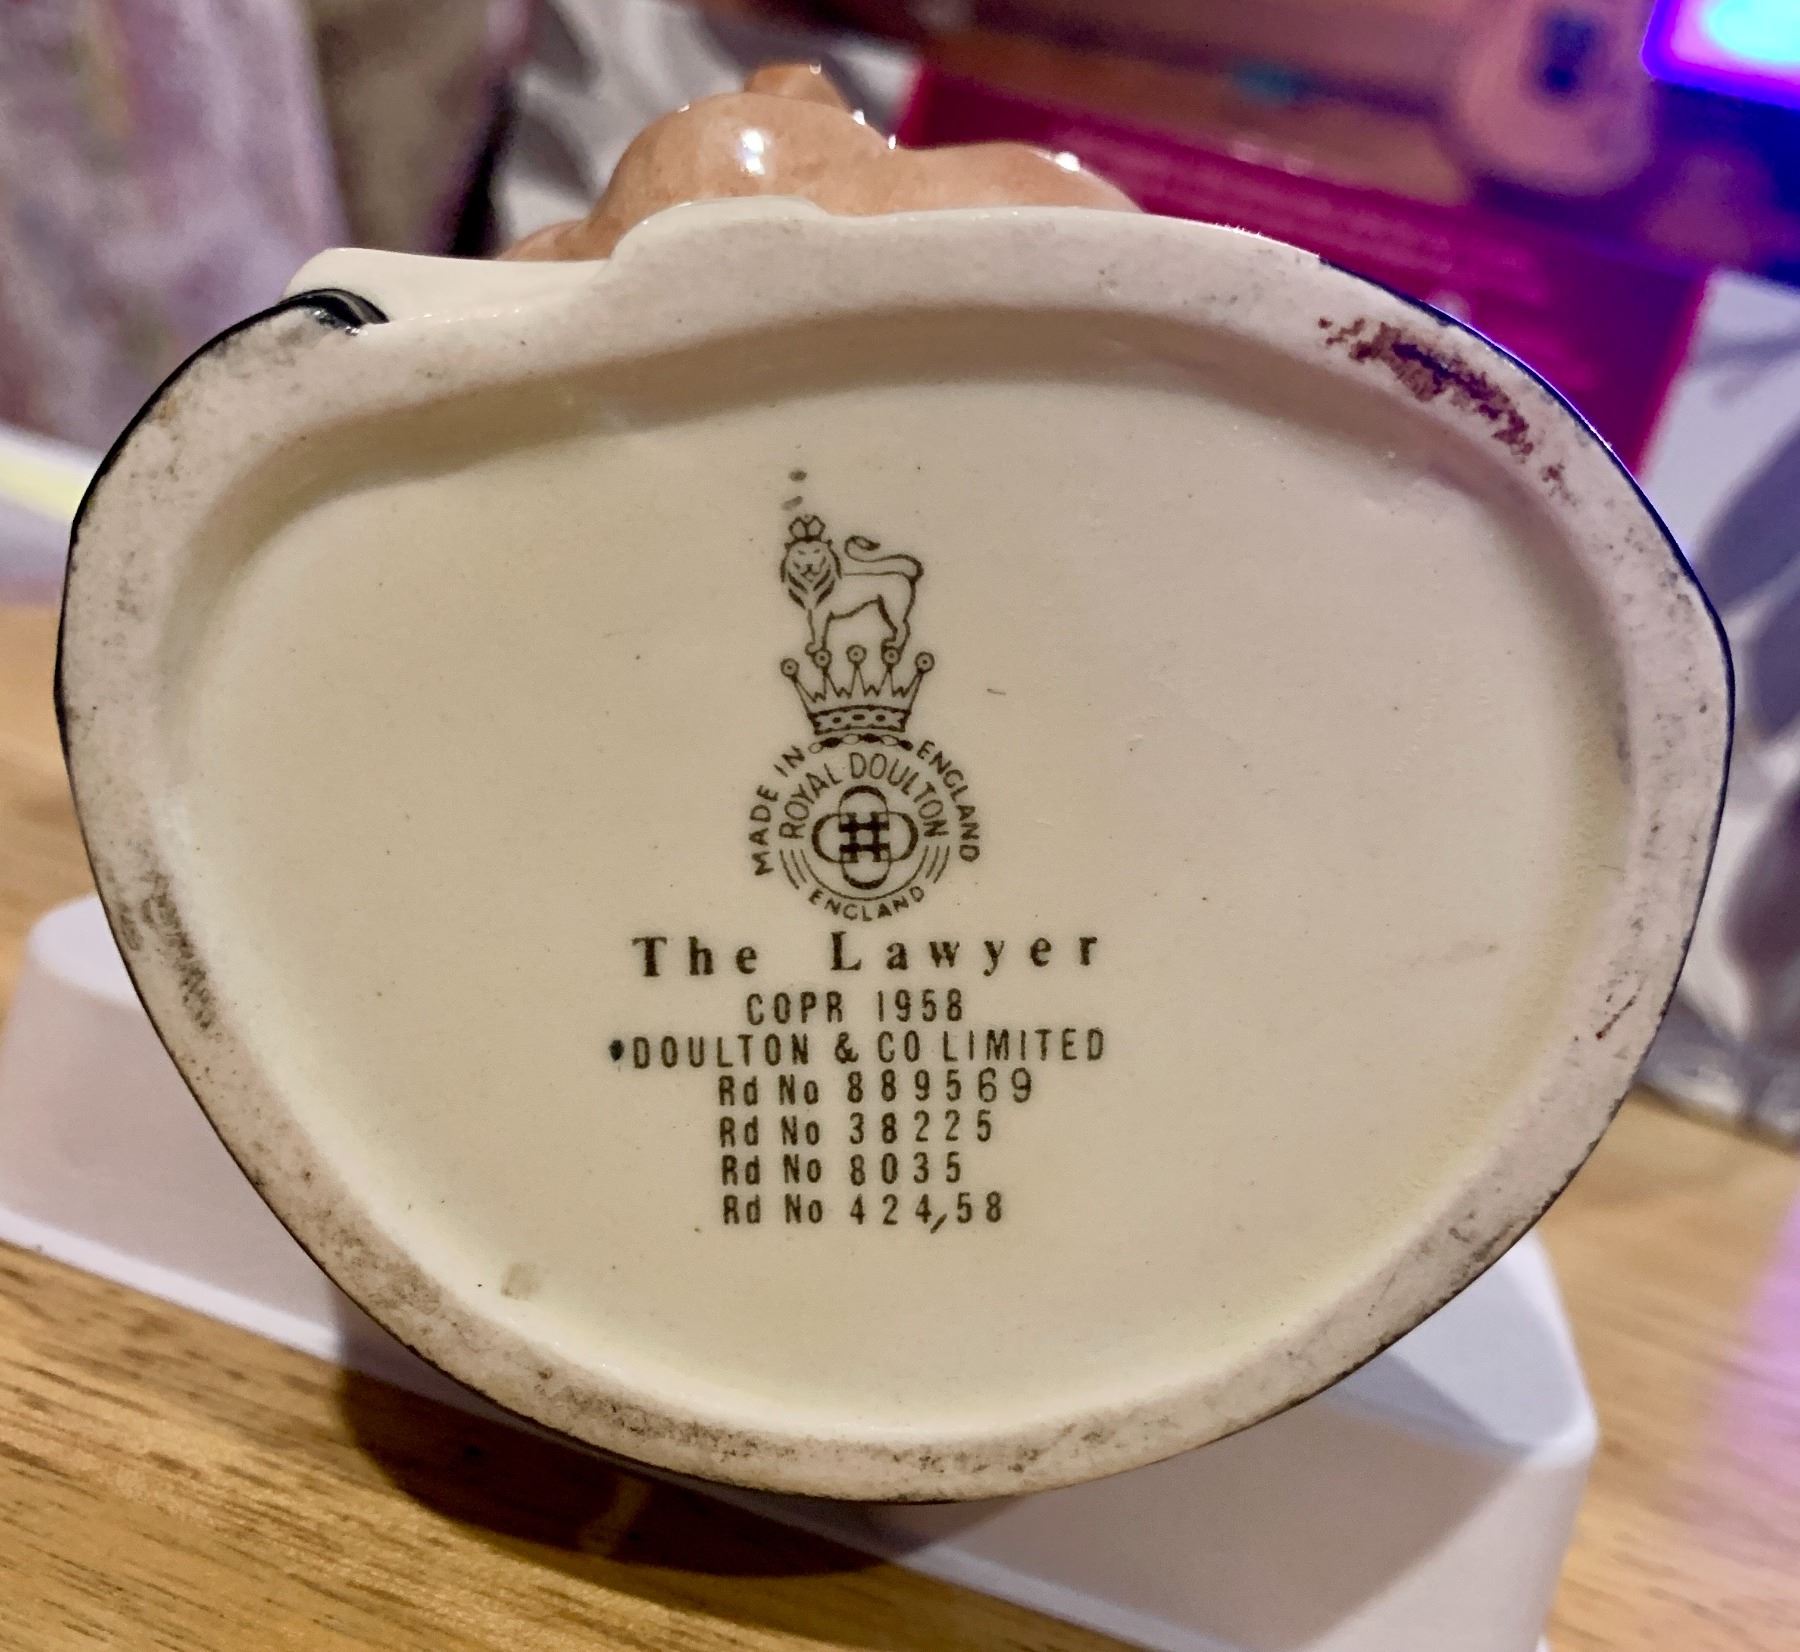 MADE IN ENGLAND
ROYAL DOULTON
ENGLAND
The Lawyer
COPR 1958
DOULTON & CO LIMITED
Rd No 889569
Rd No 38225
Rd No 8035
Rd No 424,58